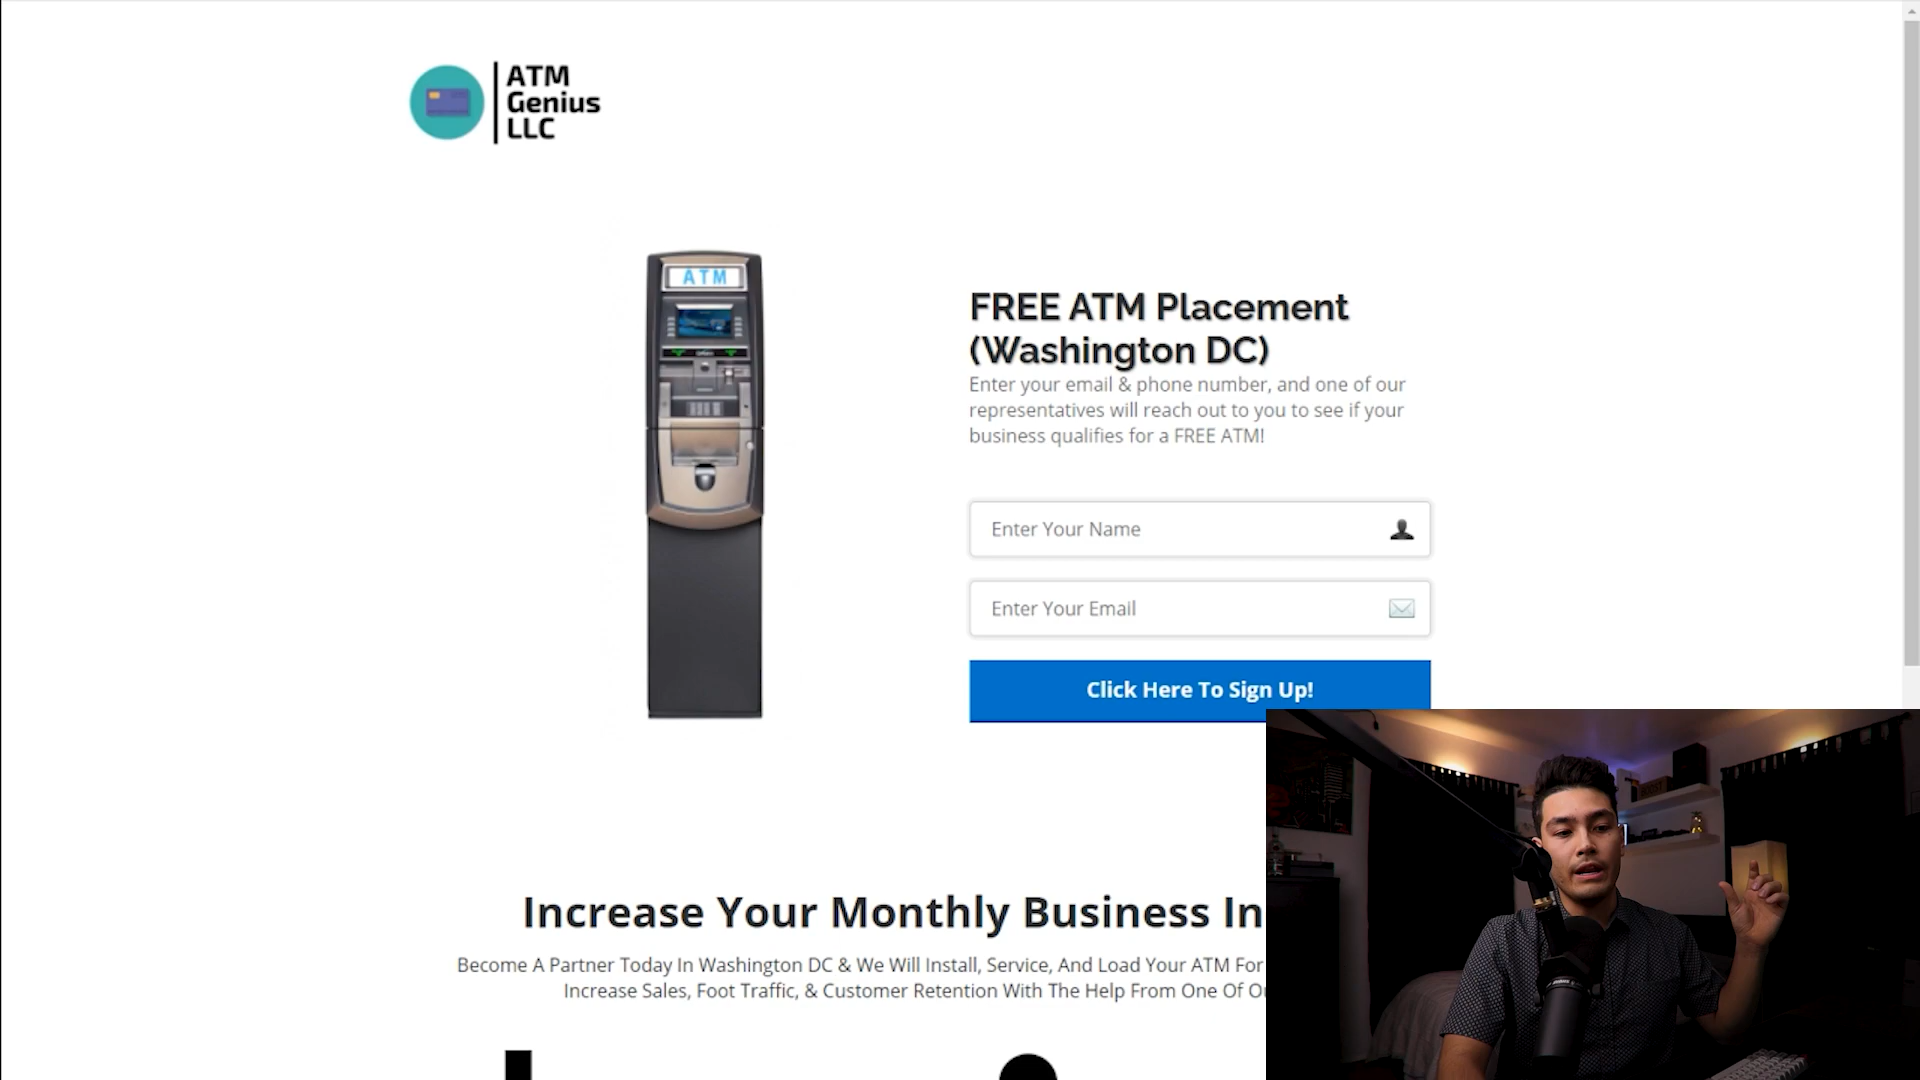 ATM
Genius
LLC
ATM
FREE ATM Placement
(Washington DC)
Enter your email & phone number, and one of our
representatives will reach out to you to see if your
business qualifies for a FREE ATM!
Enter Your Name
Enter Your Email
Click Here To Sign Up!
Increase Your Monthly Business In
Become A Partner Today In Washington DC & We Will Install, Service, And Load Your ATM For
Increase Sales, Foot Traffic, & Customer Retention With The Help From One Of